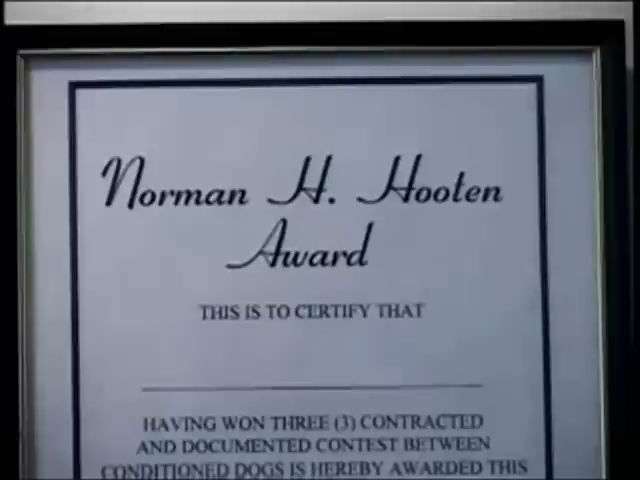 Norman H. Hooten
Award
THIS IS TO CERTIFY THAT
HAVING WON THREE (3) CONTRACTED
AND DOCUMENTED CONTEST BETWEEN
CONDITIONED DOGS IS HEREBY AWARDED THIS